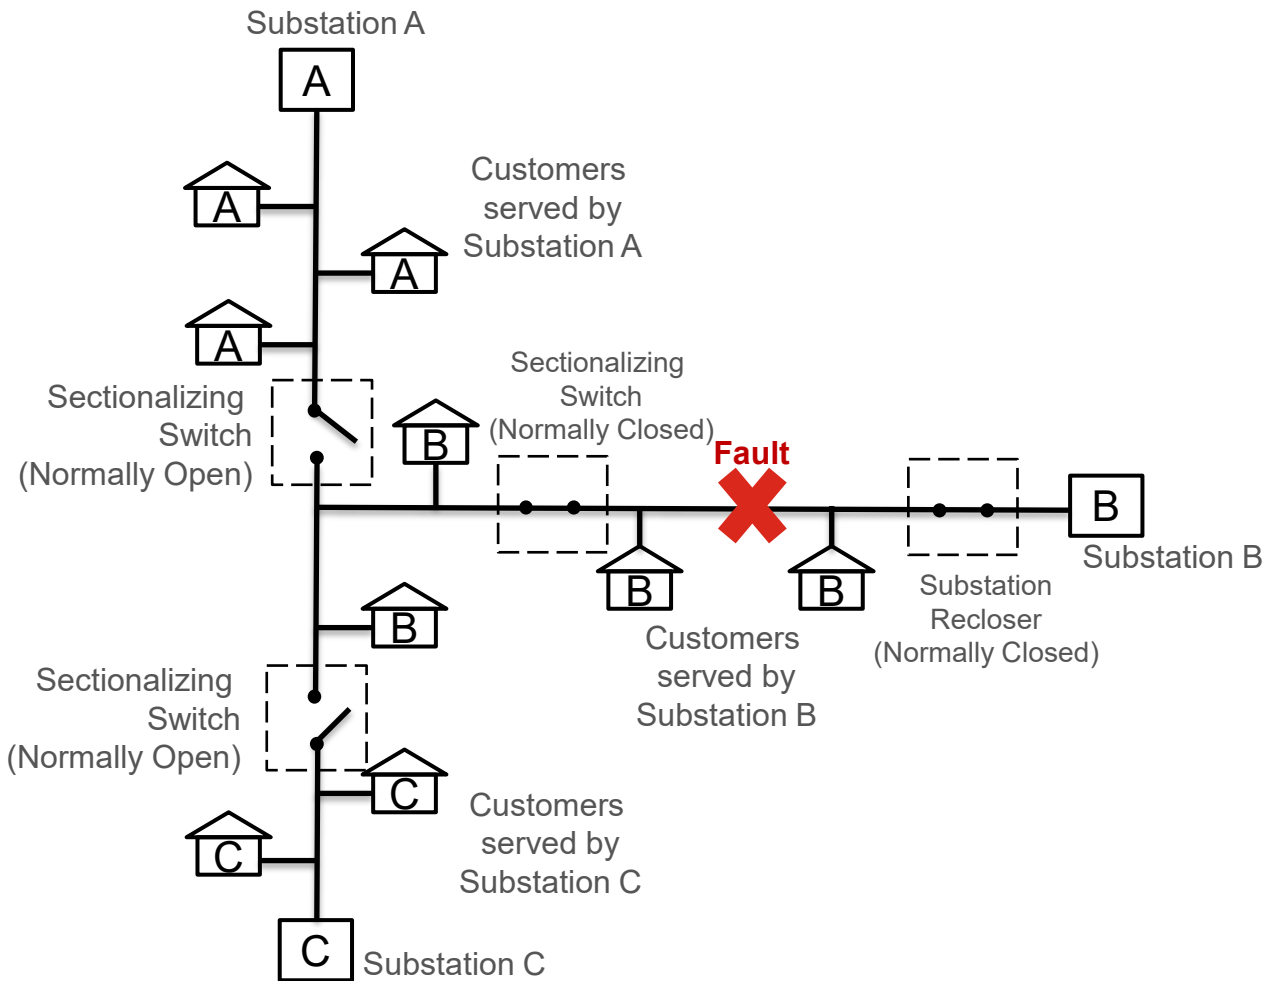 Substation A
A
Customers
served by
Substation A
A
A
A
Sectionalizing
Switch
(Normally Open)
Sectionalizing
Switch
(Normally Closed)
B
Fault
B
Substation B
B
B
Substation
Recloser
(Normally Closed)
Customers
served by
Substation B
B
Sectionalizing
Switch
(Normally Open)
C
Customers
served by
Substation C
C
C
Substation C